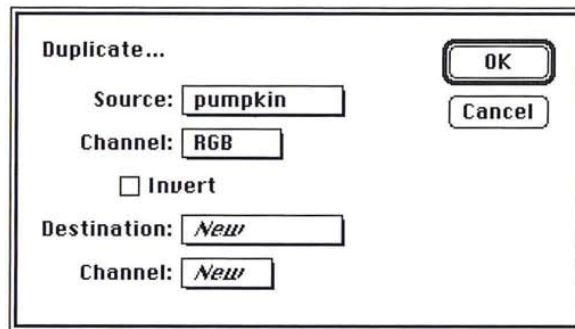 Duplicate...
OK
Source: pumpkin
Cancel
Channel: RGB
Invert
Destination: New
Channel: New